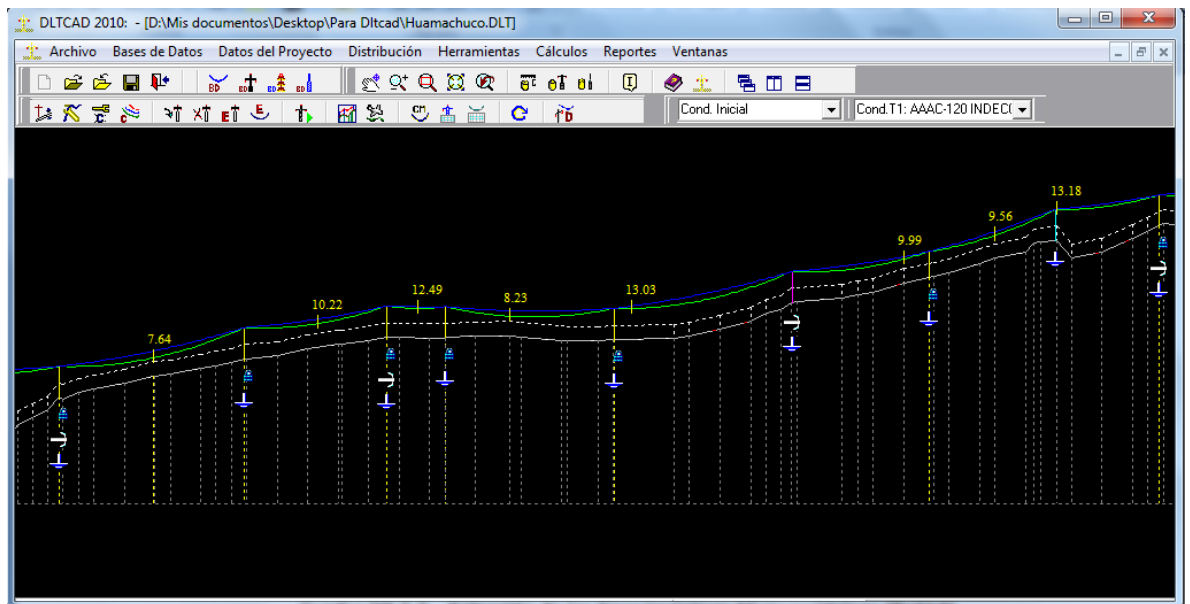 DLTCAD 2010: - [D:\Mis documentos\Desktop\Para Dltcad\Huamachuco.DLT]
Archivo Bases de Datos Datos del Proyecto Distribución Herramientas Cálculos Reportes Ventanas
Cond. Inicial Cond.T1: AAAC-120 INDEC(
13.18
9.56
9.99
13.03
12.49
8.23
10.22
7.64